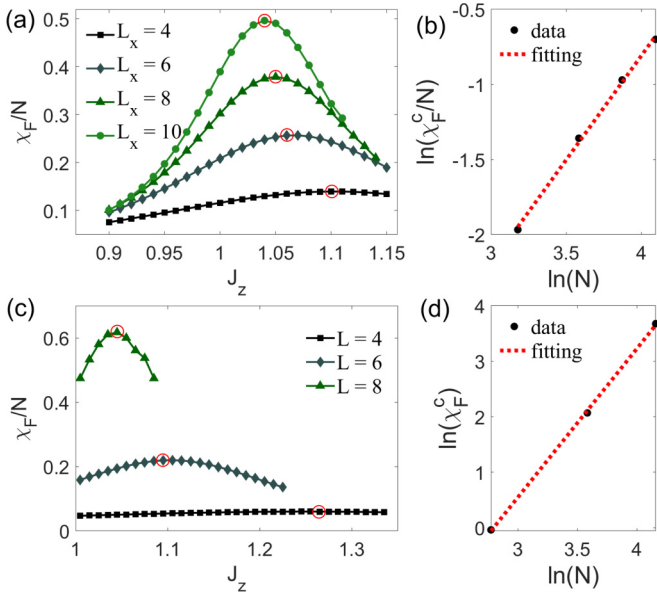 (a)
χ_F/N
0.5
0.4
0.3
0.2
0.1
L_x = 4
L_x = 6
L_x = 8
L_x = 10
0.9 0.95 1 1.05 1.1 1.15
J_z
(b)
ln(χ_F^c/N)
-0.5
-1
-1.5
-2
data
fitting
3 3.5 4
ln(N)
(c)
χ_F/N
0.6
0.4
0.2
0
L = 4
L = 6
L = 8
1 1.1 1.2 1.3
J_z
(d)
ln(χ_F^c)
4
3
2
1
0
data
fitting
3 3.5 4
ln(N)